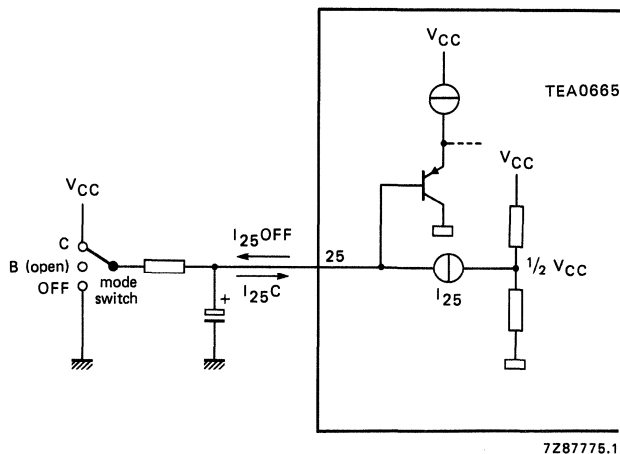 VCC
TEA0665
VCC
VCC
C
B (open)
OFF
mode
switch
I25OFF
I25C
25
I25
1/2 VCC
+
7Z87775.1